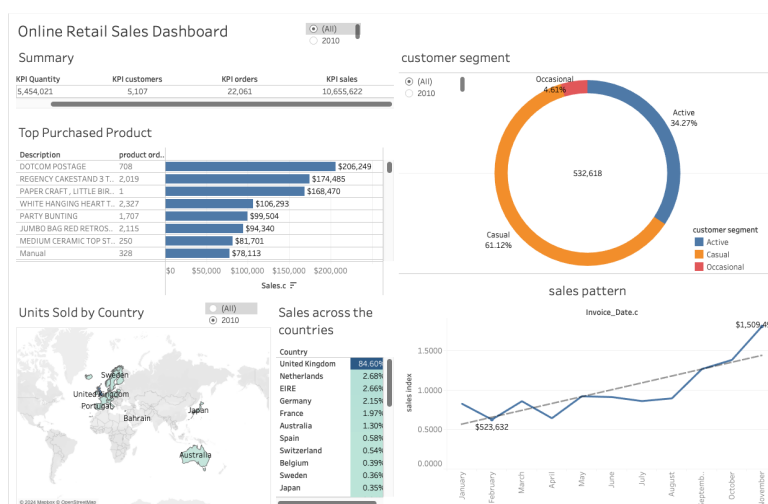 Online Retail Sales Dashboard
(All)
2010
Summary
KPI Quantity KPI customers KPI orders KPI sales
5,454,021 5,107 22,061 10,655,622
Top Purchased Product
Description product ord..
DOTCOM POSTAGE 708 $206,249
REGENCY CAKESTAND 3 T.. 2,019 $174,485
PAPER CRAFT , LITTLE BIR.. 1 $168,470
WHITE HANGING HEART T.. 2,327 $106,293
PARTY BUNTING 1,707 $99,504
JUMBO BAG RED RETROS.. 2,115 $94,340
MEDIUM CERAMIC TOP ST.. 250 $81,701
Manual 328 $78,113
$0 $50,000 $100,000 $150,000 $200,000
Sales.c
customer segment
(All)
2010
Occasional
4.61%
Active
34.27%
532,618
Casual
61.12%
customer segment
Active
Casual
Occasional
Units Sold by Country
(All)
2010
Sweden
United Kingdom
Portugal
Japan
Bahrain
Australia
© 2024 Mapbox © OpenStreetMap
Sales across the
countries
Country
United Kingdom 84.60%
Netherlands 2.68%
EIRE 2.66%
Germany 2.15%
France 1.97%
Australia 1.30%
Spain 0.58%
Switzerland 0.54%
Belgium 0.39%
Sweden 0.36%
Japan 0.35%
sales pattern
Invoice_Date.c
$1,509,4
1.5000
1.0000
0.5000
0.0000
sales index
$523,632
January
February
March
April
May
June
July
August
Septemb..
October
November